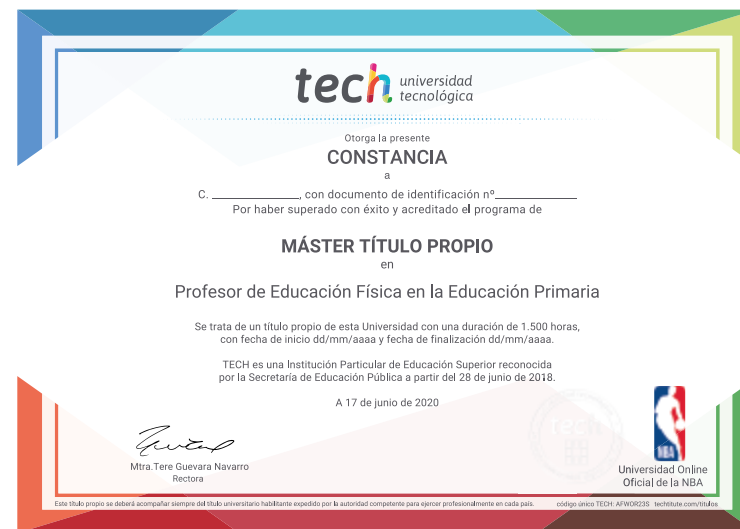 tech universidad
tecnológica
Otorga la presente
CONSTANCIA
a
C. ____________, con documento de identificación nº____________
Por haber superado con éxito y acreditado el programa de
MÁSTER TÍTULO PROPIO
en
Profesor de Educación Física en la Educación Primaria
Se trata de un título propio de esta Universidad con una duración de 1.500 horas,
con fecha de inicio dd/mm/aaaa y fecha de finalización dd/mm/aaaa.
TECH es una Institución Particular de Educación Superior reconocida
por la Secretaría de Educación Pública a partir del 28 de junio de 2018.
A 17 de junio de 2020
tech
Mtra.Tere Guevara Navarro
Rectora
NBA
Universidad Online
Oficial de la NBA
Este título propio se deberá acompañar siempre del título universitario habilitante expedido por la autoridad competente para ejercer profesionalmente en cada país. código único TECH: AFWOR23S techtitute.com/titulos